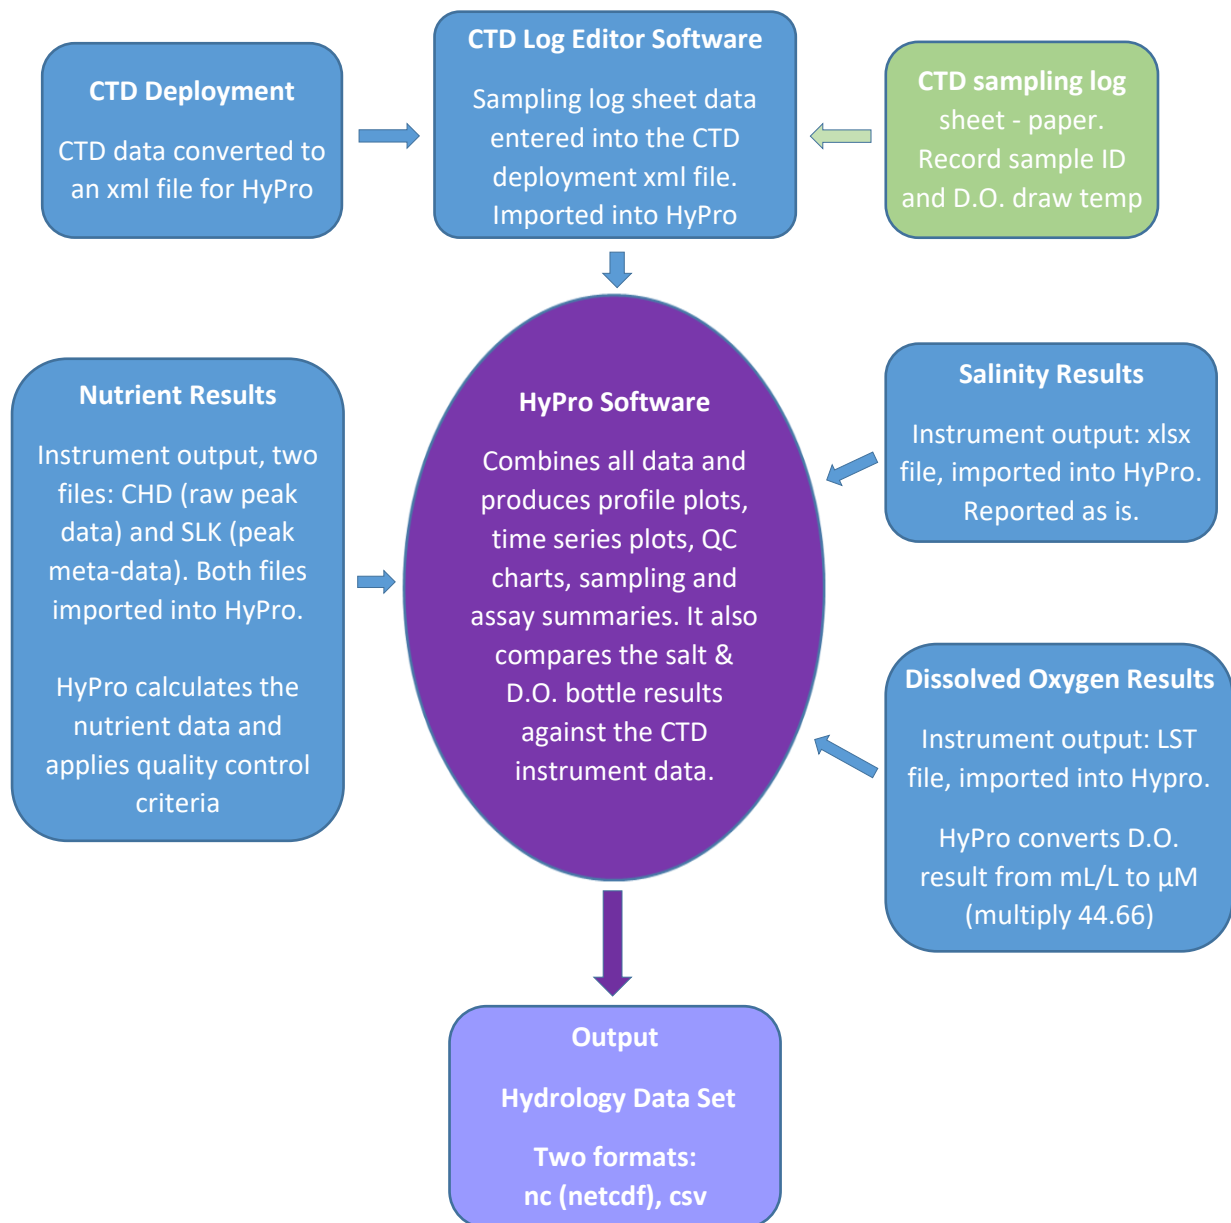 CTD Deployment
CTD data converted to
an xml file for HyPro
CTD Log Editor Software
Sampling log sheet data
entered into the CTD
deployment xml file.
Imported into HyPro
CTD sampling log
sheet - paper.
Record sample ID
and D.O. draw temp
Nutrient Results
Instrument output, two
files: CHD (raw peak
data) and SLK (peak
meta-data). Both files
imported into HyPro.
HyPro calculates the
nutrient data and
applies quality control
criteria
HyPro Software
Combines all data and
produces profile plots,
time series plots, QC
charts, sampling and
assay summaries. It also
compares the salt &
D.O. bottle results
against the CTD
instrument data.
Salinity Results
Instrument output: xlsx
file, imported into HyPro.
Reported as is.
Dissolved Oxygen Results
Instrument output: LST
file, imported into Hypro.
HyPro converts D.O.
result from mL/L to µM
(multiply 44.66)
Output
Hydrology Data Set
Two formats:
nc (netcdf), csv